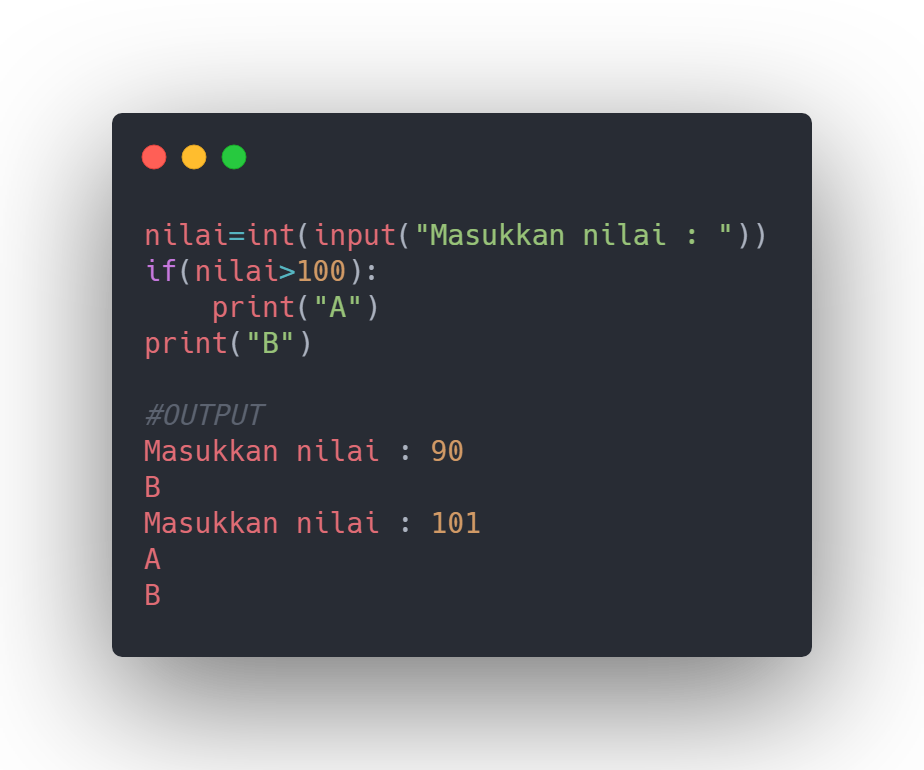 nilai=int(input("Masukkan nilai : "))
if(nilai>100):
    print("A")
print("B")

#OUTPUT
Masukkan nilai : 90
B
Masukkan nilai : 101
A
B